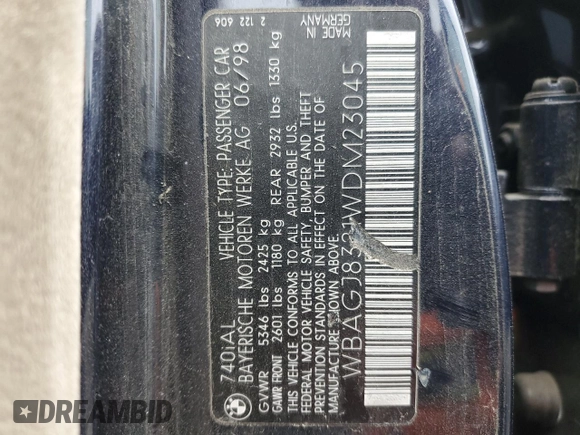 740iAL
VEHICLE TYPE: PASSENGER CAR
BAYERISCHE MOTOREN WERKE AG 06/98
2 122 606
GVWR 5346 lbs 2425 kg
GAWR FRONT 2601 lbs 1180 kg REAR 2932 lbs 1330 kg
THIS VEHICLE CONFORMS TO ALL APPLICABLE U.S.
FEDERAL MOTOR VEHICLE SAFETY, BUMPER AND THEFT
PREVENTION STANDARDS IN EFFECT ON THE DATE OF
MANUFACTURE SHOWN ABOVE.
MADE IN
GERMANY
DREAMBID